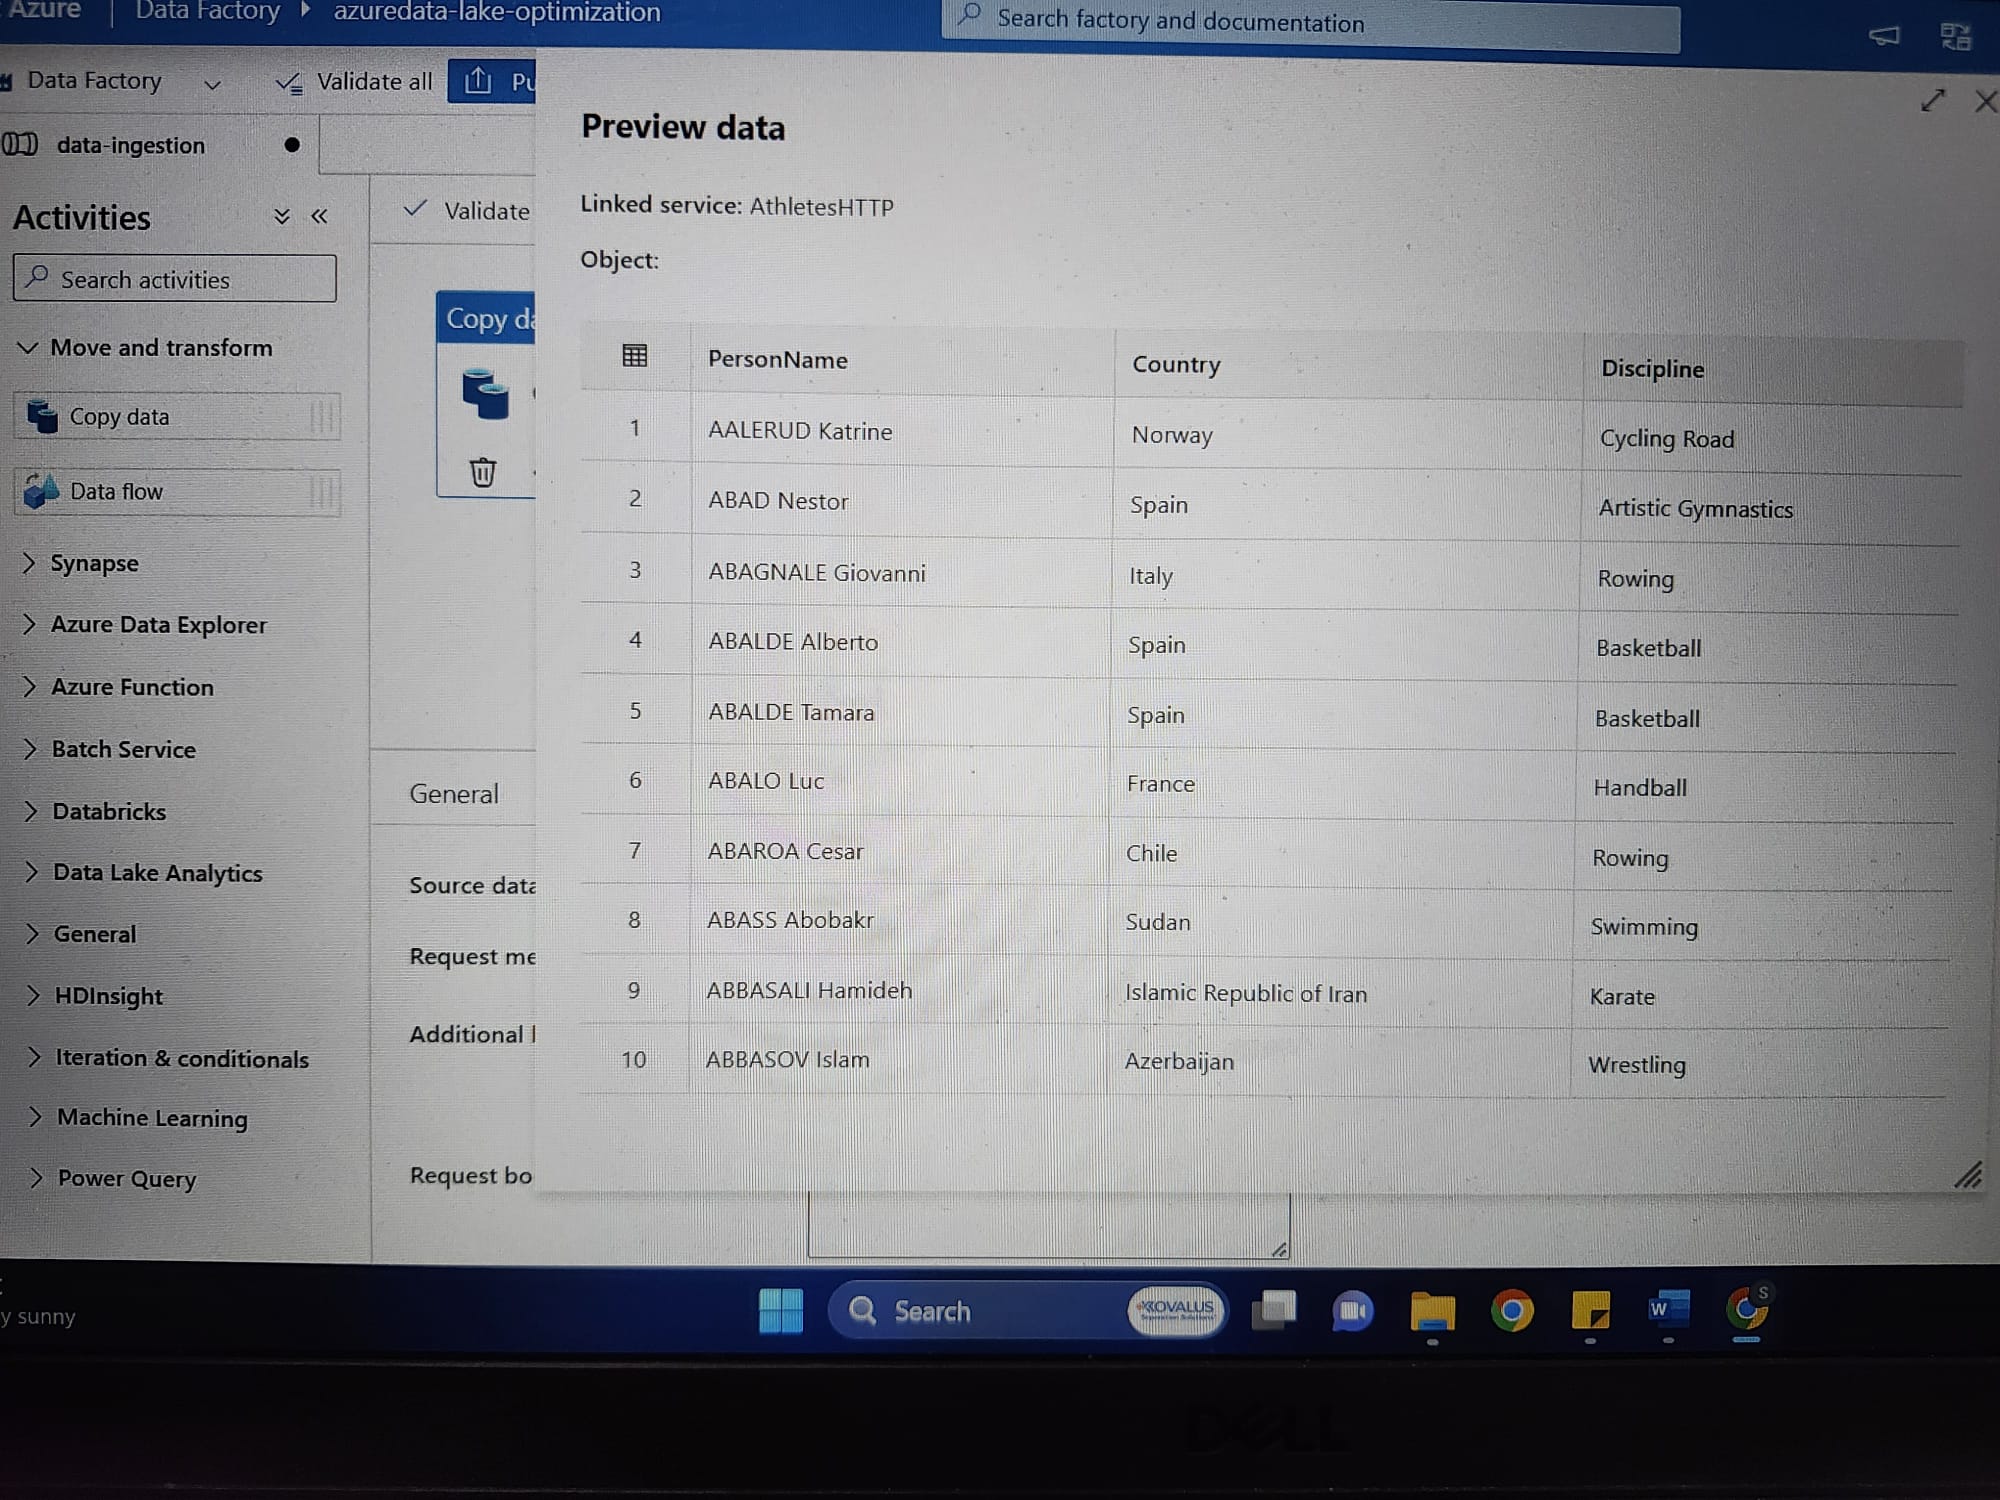 Azure | Data Factory azuredata-lake-optimization
Search factory and documentation
Data Factory
Validate all
Pu
data-ingestion
Activities
Search activities
Move and transform
Copy data
Data flow
Synapse
Azure Data Explorer
Azure Function
Batch Service
Databricks
Data Lake Analytics
General
HDInsight
Iteration & conditionals
Machine Learning
Power Query
Validate
Copy da
General
Source data
Request me
Additional
Request bo
Preview data
Linked service: AthletesHTTP
Object:
PersonName Country Discipline
1 AALERUD Katrine Norway Cycling Road
2 ABAD Nestor Spain Artistic Gymnastics
3 ABAGNALE Giovanni Italy Rowing
4 ABALDE Alberto Spain Basketball
5 ABALDE Tamara Spain Basketball
6 ABALO Luc France Handball
7 ABAROA Cesar Chile Rowing
8 ABASS Abobakr Sudan Swimming
9 ABBASALI Hamideh Islamic Republic of Iran Karate
10 ABBASOV Islam Azerbaijan Wrestling
y sunny
Search
KOVALUS
Separation Solutions
W
S
DELL